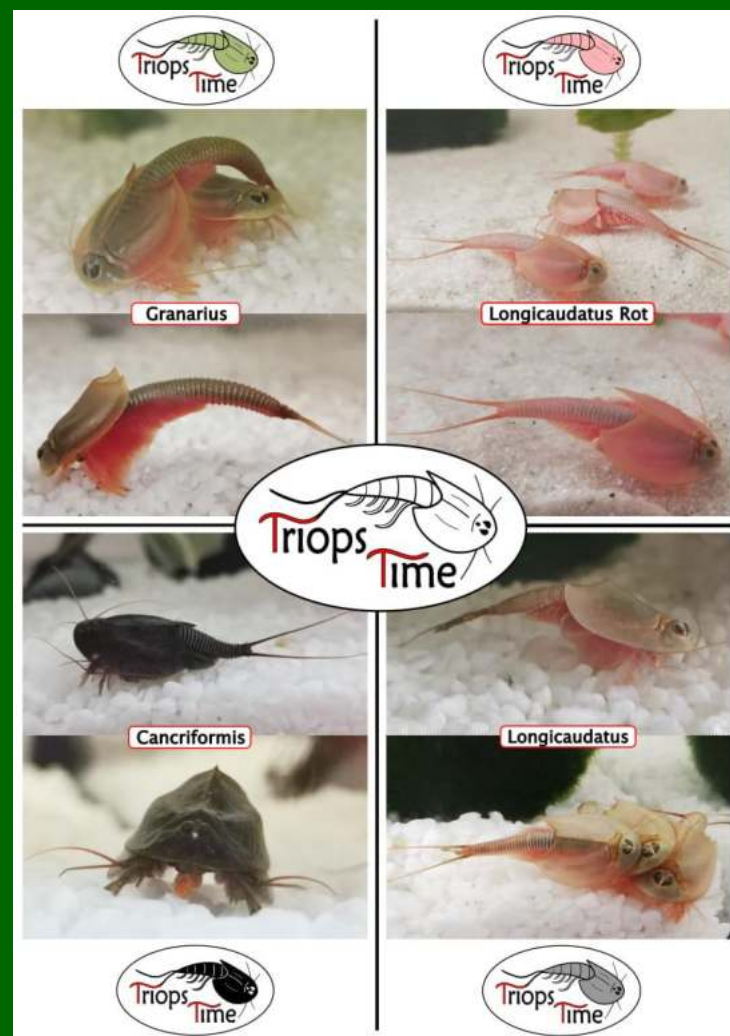 Triops
Time
Triops
Time
Granarius
Longicaudatus Rot
Triops
Time
Cancriformis
Longicaudatus
Triops
Time
Triops
Time